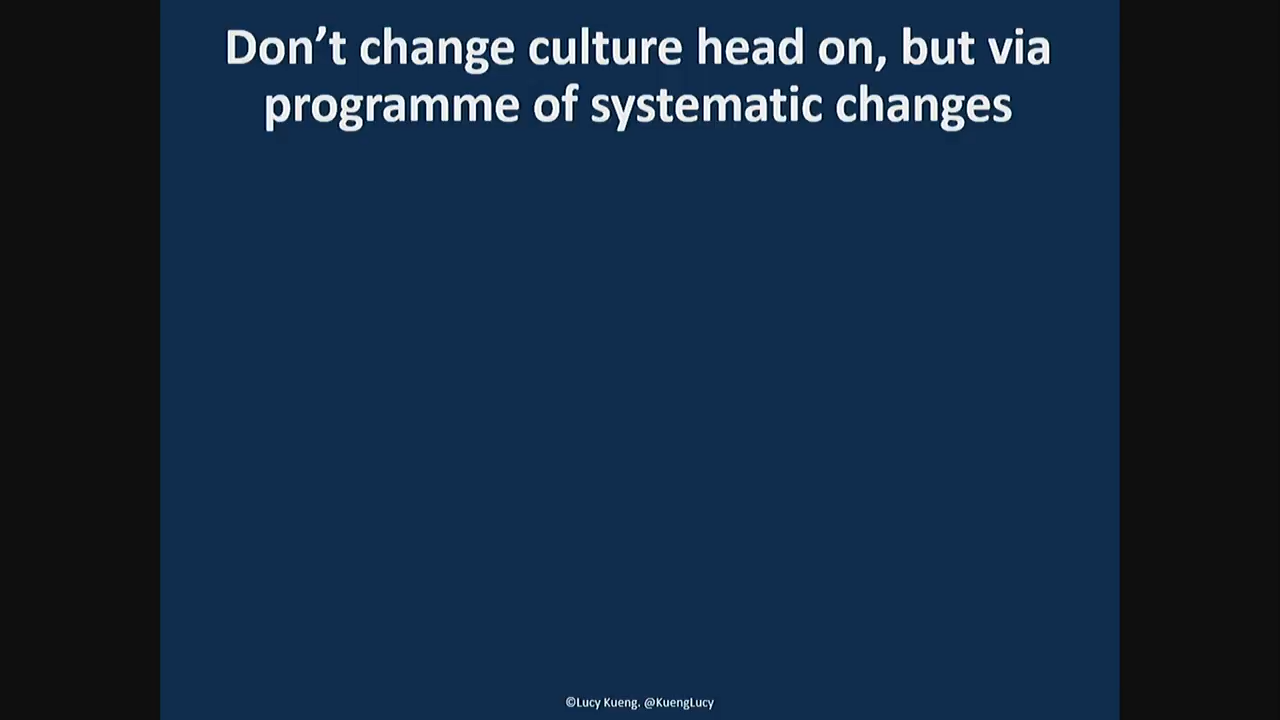 Don’t change culture head on, but via
programme of systematic changes
©Lucy Kueng. @KuengLucy